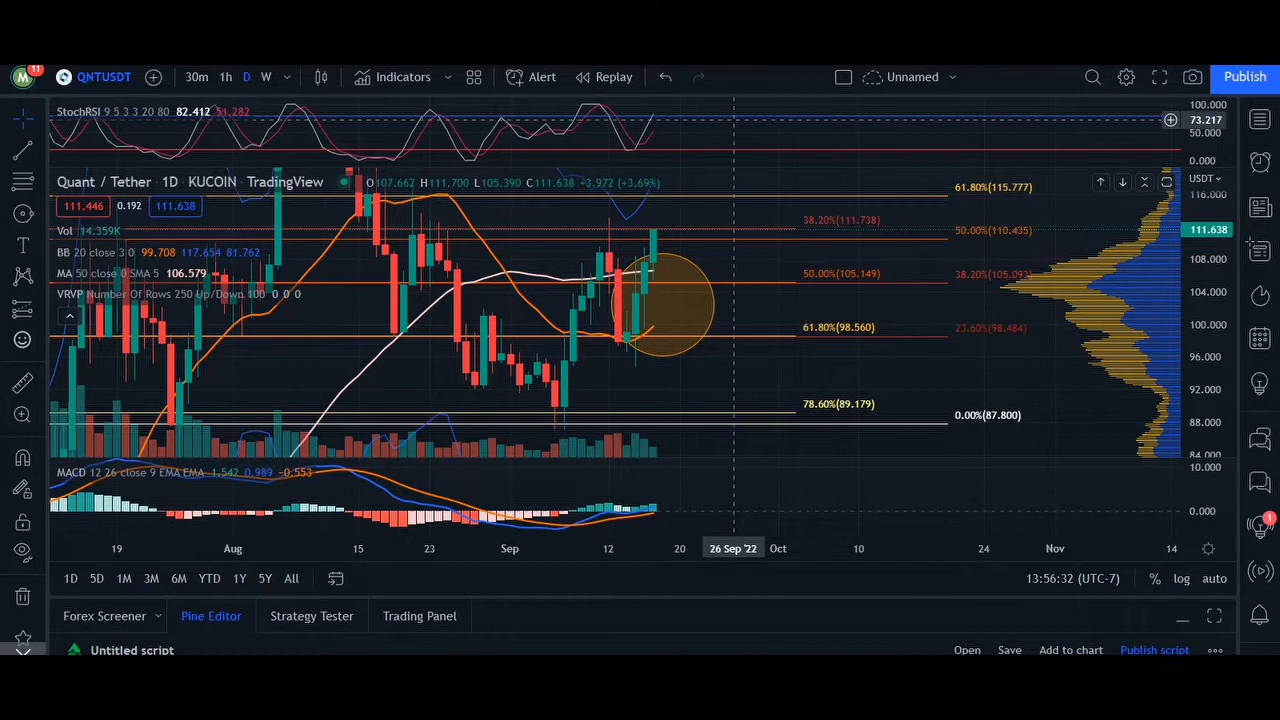 M 11 QNTUSDT 30m 1h D W Indicators Alert Replay Unnamed Publish
StochRSI 9 5 3 3 20 80 82.412 51.282
100.000
73.217
50.000
0.000
Quant / Tether · 1D · KUCOIN · TradingView O107.662 H111.700 L105.390 C111.638 +3.972 (+3.69%)
USDT
61.80%(115.777)
116.000
111.446 0.192 111.638
38.20%(111.738)
Vol 14.359K
50.00%(110.435)
111.638
BB 20 close 3 0 99.708 117.654 81.762
108.000
MA 50 close 0 SMA 5 106.579
50.00%(105.149)
38.20%(105.093)
VRVP Number Of Rows 250 Up/Down 100 0 0 0
104.000
100.000
61.80%(98.560)
23.60%(98.484)
96.000
92.000
78.60%(89.179)
0.00%(87.800)
88.000
84.000
MACD 12 26 close 9 EMA EMA 1.542 0.989 −0.553
10.000
0.000
19 Aug 15 23 Sep 12 20 26 Sep '22 Oct 10 24 Nov 14
1D 5D 1M 3M 6M YTD 1Y 5Y All 13:56:32 (UTC-7) % log auto
1
Forex Screener Pine Editor Strategy Tester Trading Panel
Untitled script Open Save Add to chart Publish script